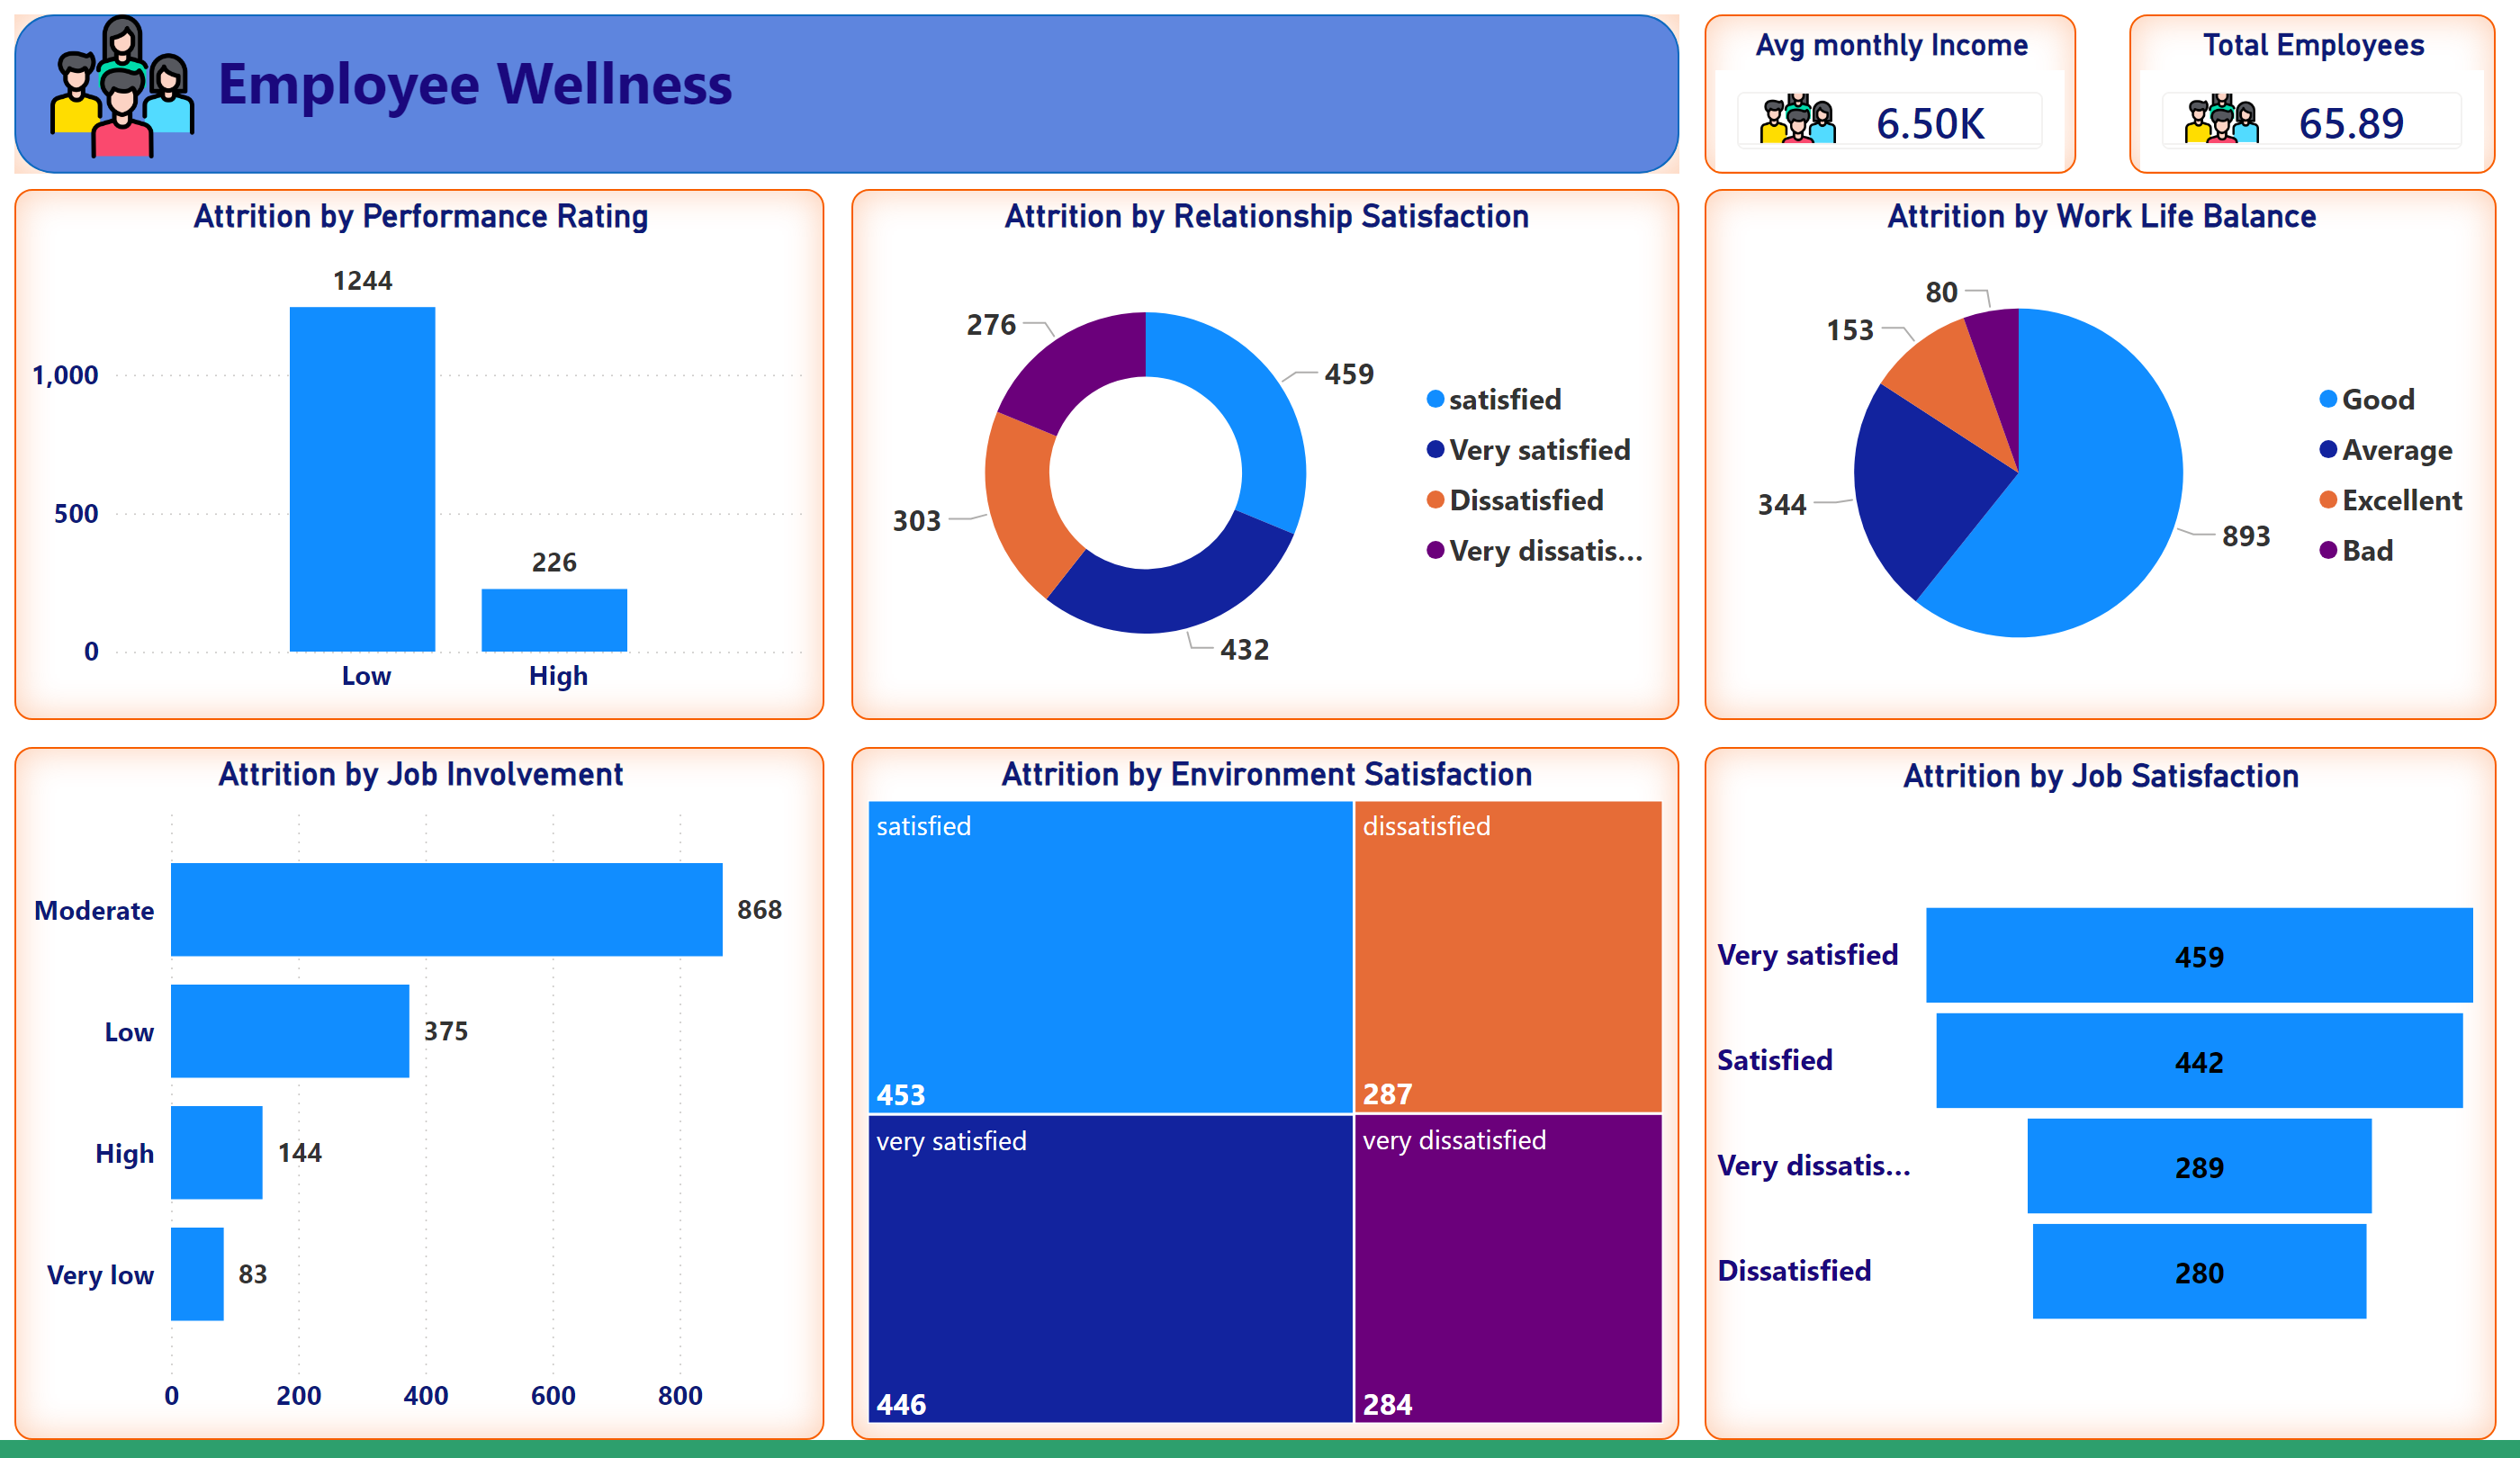 Employee Wellness
Avg monthly Income
6.50K
Total Employees
65.89
Attrition by Performance Rating
1244
226
1,000
500
0
Low
High
Attrition by Relationship Satisfaction
276
459
303
432
satisfied
Very satisfied
Dissatisfied
Very dissatis...
Attrition by Work Life Balance
80
153
344
893
Good
Average
Excellent
Bad
Attrition by Job Involvement
Moderate 868
Low 375
High 144
Very low 83
0 200 400 600 800
Attrition by Environment Satisfaction
satisfied
453
dissatisfied
287
very satisfied
446
very dissatisfied
284
Attrition by Job Satisfaction
Very satisfied 459
Satisfied 442
Very dissatis... 289
Dissatisfied 280